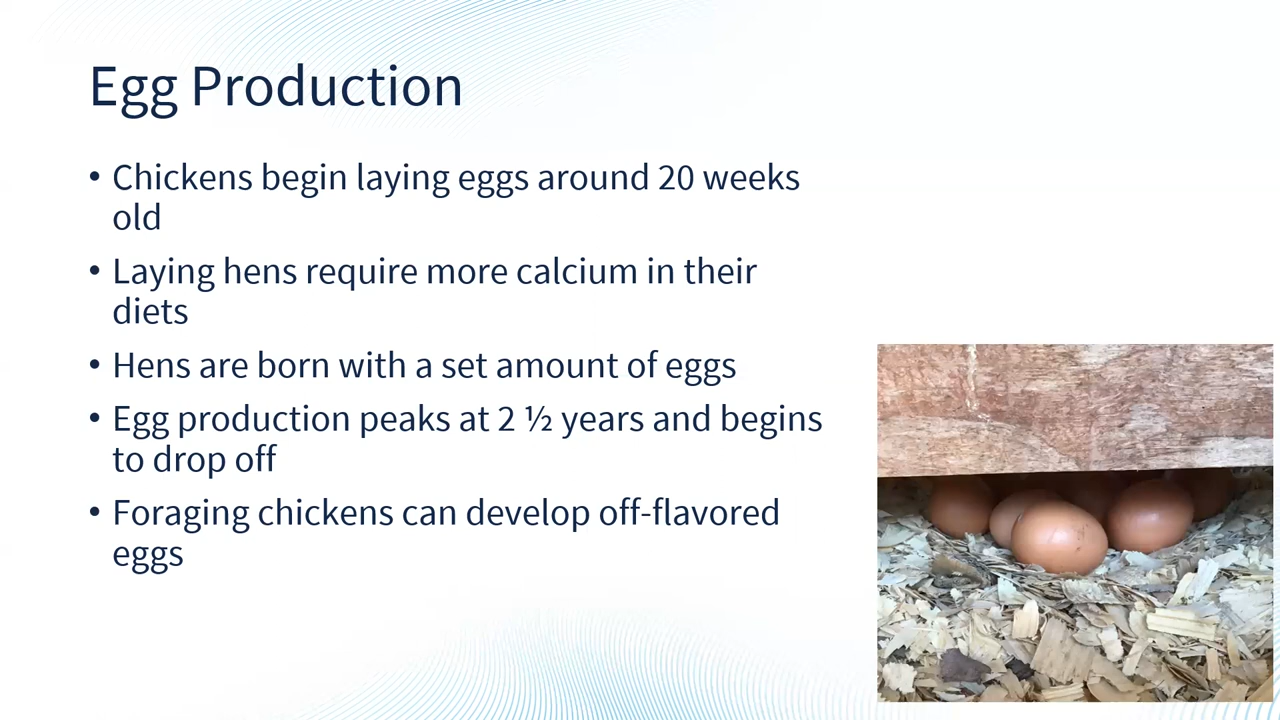 Egg Production
• Chickens begin laying eggs around 20 weeks
old
• Laying hens require more calcium in their
diets
• Hens are born with a set amount of eggs
• Egg production peaks at 2 ½ years and begins
to drop off
• Foraging chickens can develop off-flavored
eggs